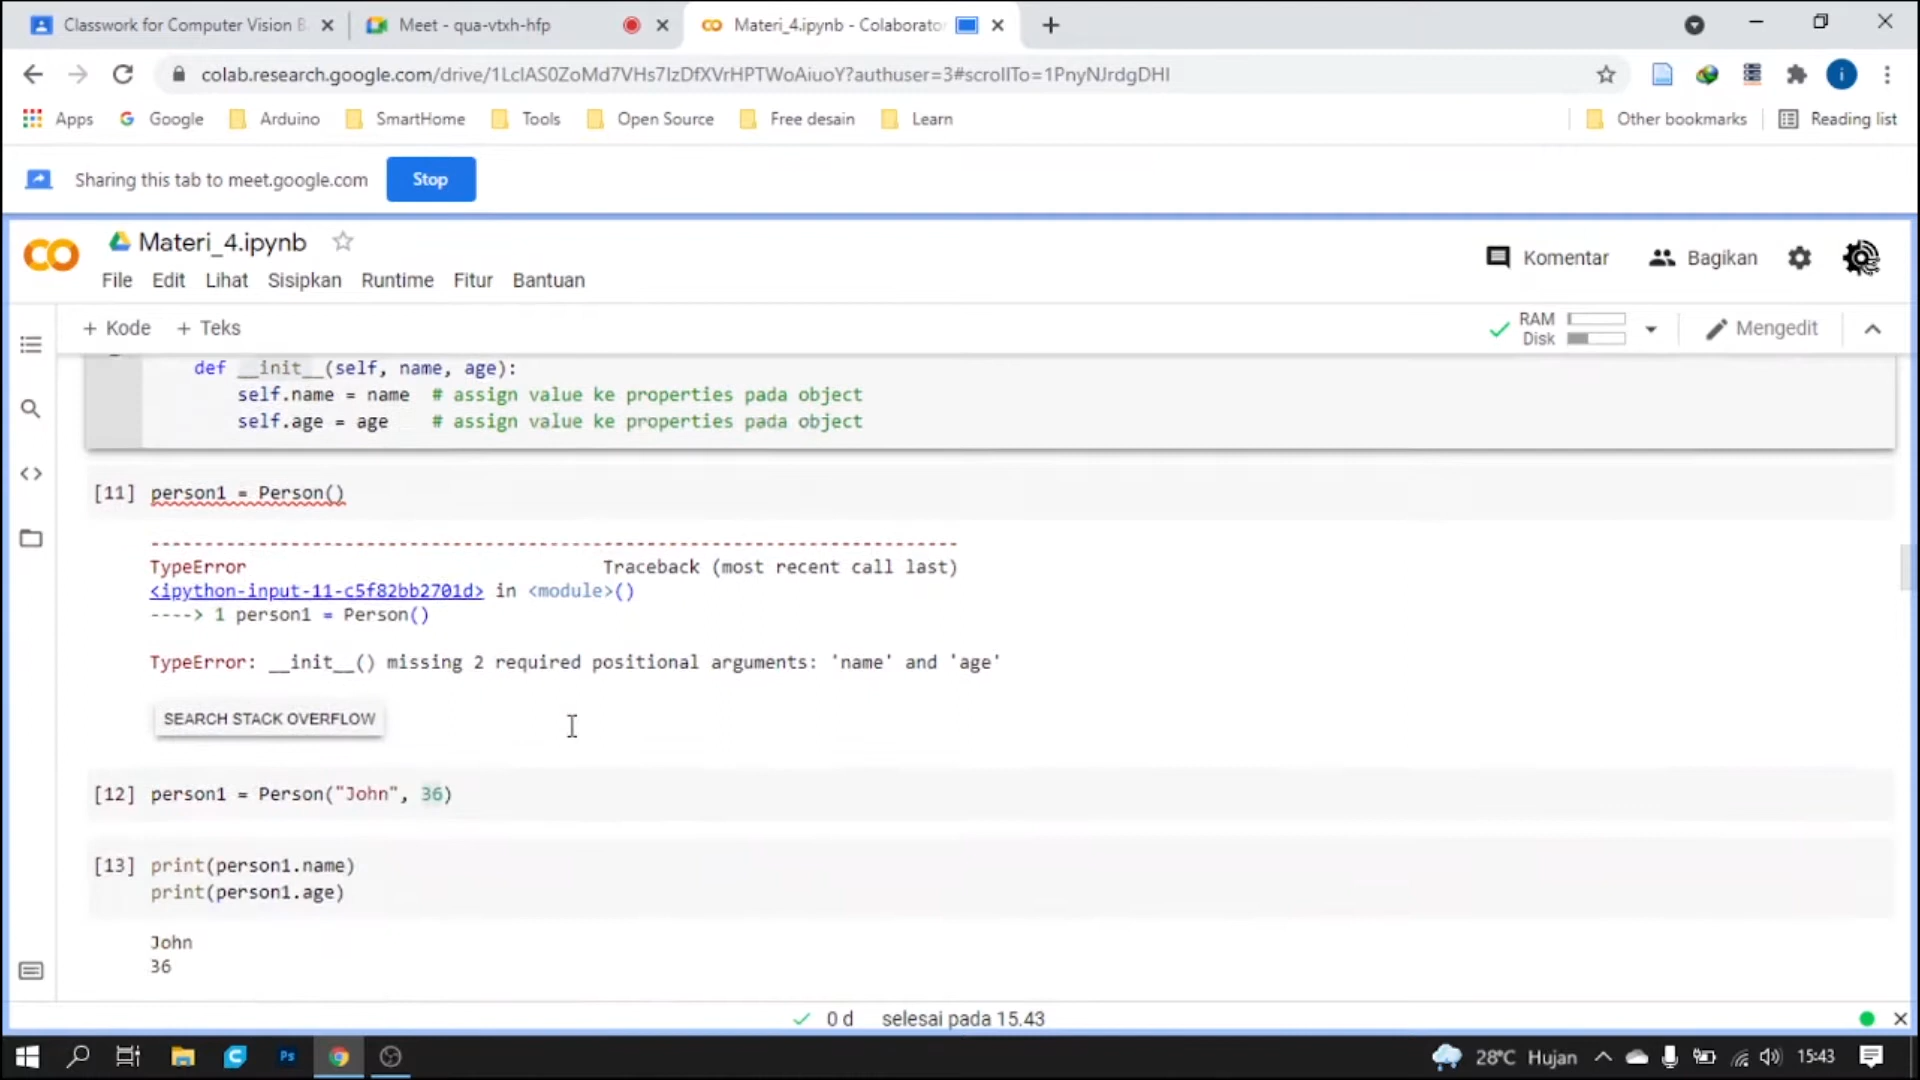 Classwork for Computer Vision B
Meet - qua-vtxh-hfp
Materi_4.ipynb - Colaborator
colab.research.google.com/drive/1LclAS0ZoMd7VHs7IzDfXVrHPTWoAiuoY?authuser=3#scrollTo=1PnyNJrdgDHI
i
Apps
Google
Arduino
SmartHome
Tools
Open Source
Free desain
Learn
Other bookmarks
Reading list
Sharing this tab to meet.google.com
Stop
Materi_4.ipynb
Komentar
Bagikan
File Edit Lihat Sisipkan Runtime Fitur Bantuan
+ Kode + Teks
RAM
Disk
Mengedit
def __init__(self, name, age):
self.name = name # assign value ke properties pada object
self.age = age # assign value ke properties pada object
[11] person1 = Person()
---------------------------------------------------------------------------
TypeError Traceback (most recent call last)
<ipython-input-11-c5f82bb2701d> in <module>()
----> 1 person1 = Person()
TypeError: __init__() missing 2 required positional arguments: 'name' and 'age'
SEARCH STACK OVERFLOW
[12] person1 = Person("John", 36)
[13] print(person1.name)
print(person1.age)
John
36
0 d selesai pada 15.43
Ps
28°C Hujan
15:43